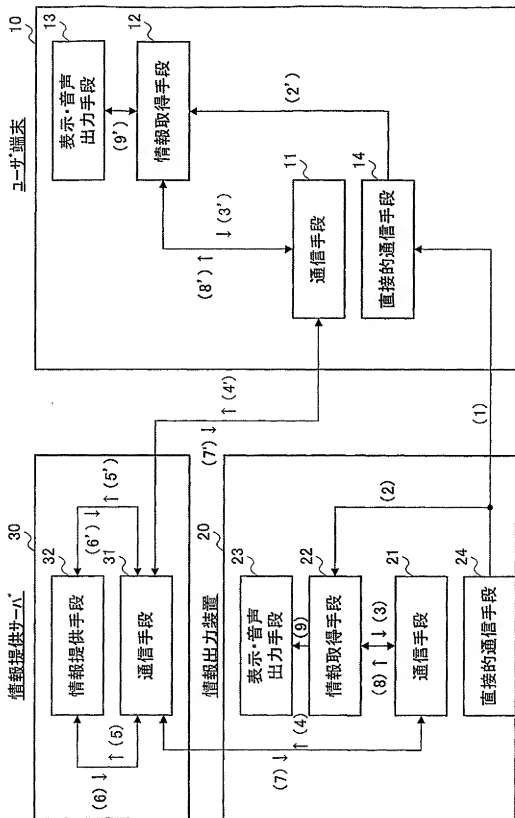 情報提供サーバ
30
情報提供手段
32
(6') ↓
↑ (5')
通信手段
31
(6) ↓
↑ (5)
(7) ↓
↑ (4)
(7') ↓
↑ (4')
情報出力装置
20
表示・音声
出力手段
23
(9)
情報取得手段
22
(2)
(8) ↑
↓ (3)
通信手段
21
直接的通信手段
24
(1)
ユーザ端末
10
表示・音声
出力手段
13
(9')
情報取得手段
12
(2')
(8') ↑
↓ (3')
通信手段
11
直接的通信手段
14